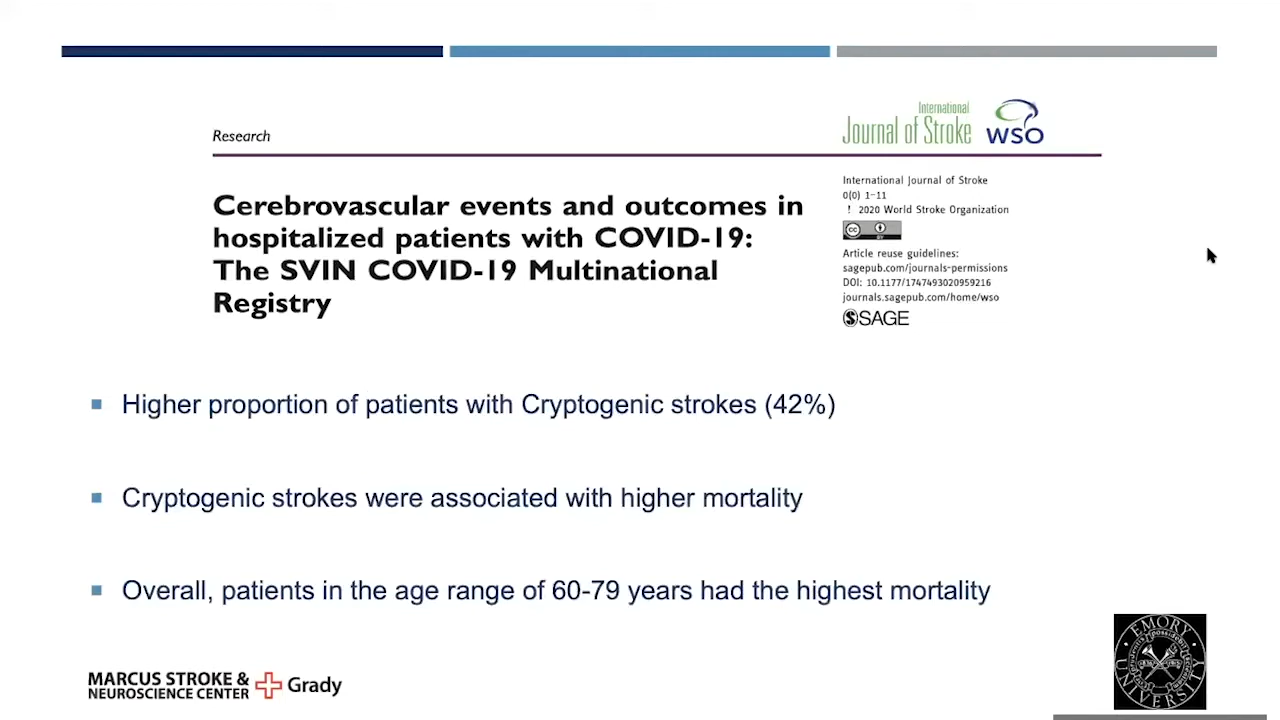 Research
International
Journal of Stroke
WSO
Cerebrovascular events and outcomes in
hospitalized patients with COVID-19:
The SVIN COVID-19 Multinational
Registry
International Journal of Stroke
0(0) 1–11
! 2020 World Stroke Organization
CC
BY
Article reuse guidelines:
sagepub.com/journals-permissions
DOI: 10.1177/1747493020959216
journals.sagepub.com/home/wso
SAGE
Higher proportion of patients with Cryptogenic strokes (42%)
Cryptogenic strokes were associated with higher mortality
Overall, patients in the age range of 60-79 years had the highest mortality
MARCUS STROKE &
NEUROSCIENCE CENTER
Grady
EMORY
UNIVERSITY